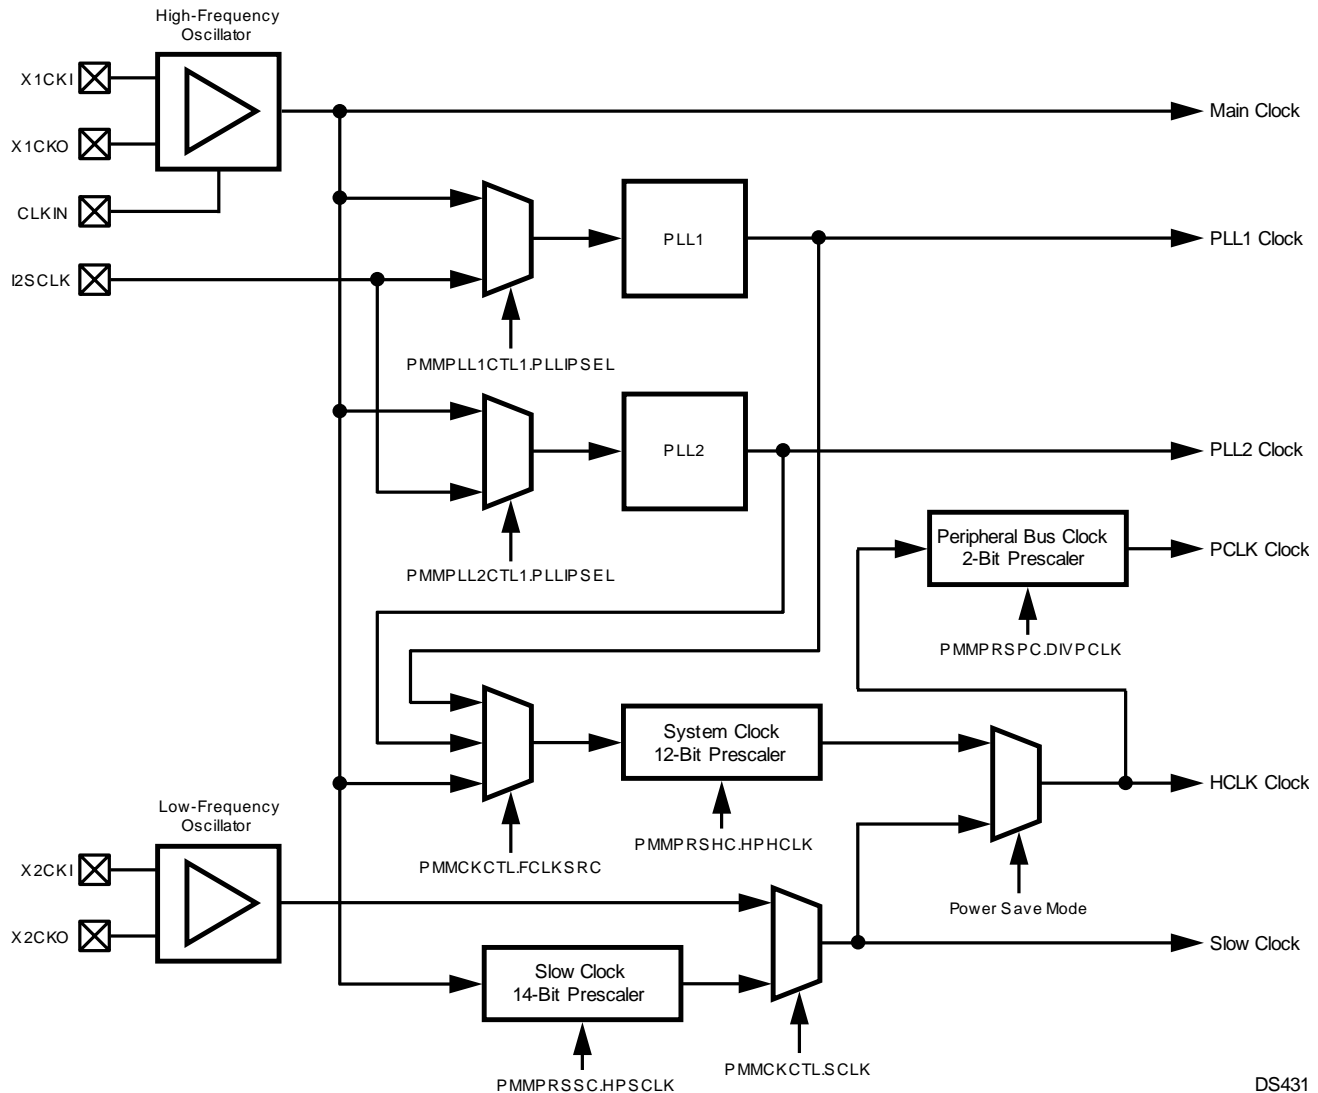 High-Frequency
Oscillator
X1CKI
X1CKO
CLKIN
I2SCLK
Main Clock
PLL1
PLL1 Clock
PMMPLL1CTL1.PLLIPSEL
PLL2
PLL2 Clock
PMMPLL2CTL1.PLLIPSEL
Peripheral Bus Clock
2-Bit Prescaler
PCLK Clock
PMMPRSPC.DIVPCLK
System Clock
12-Bit Prescaler
HCLK Clock
PMMPRSHC.HPHCLK
PMMCKCTL.FCLKSRC
Power Save Mode
Low-Frequency
Oscillator
X2CKI
X2CKO
Slow Clock
Slow Clock
14-Bit Prescaler
PMMCKCTL.SCLK
PMMPRSSC.HPSCLK
DS431